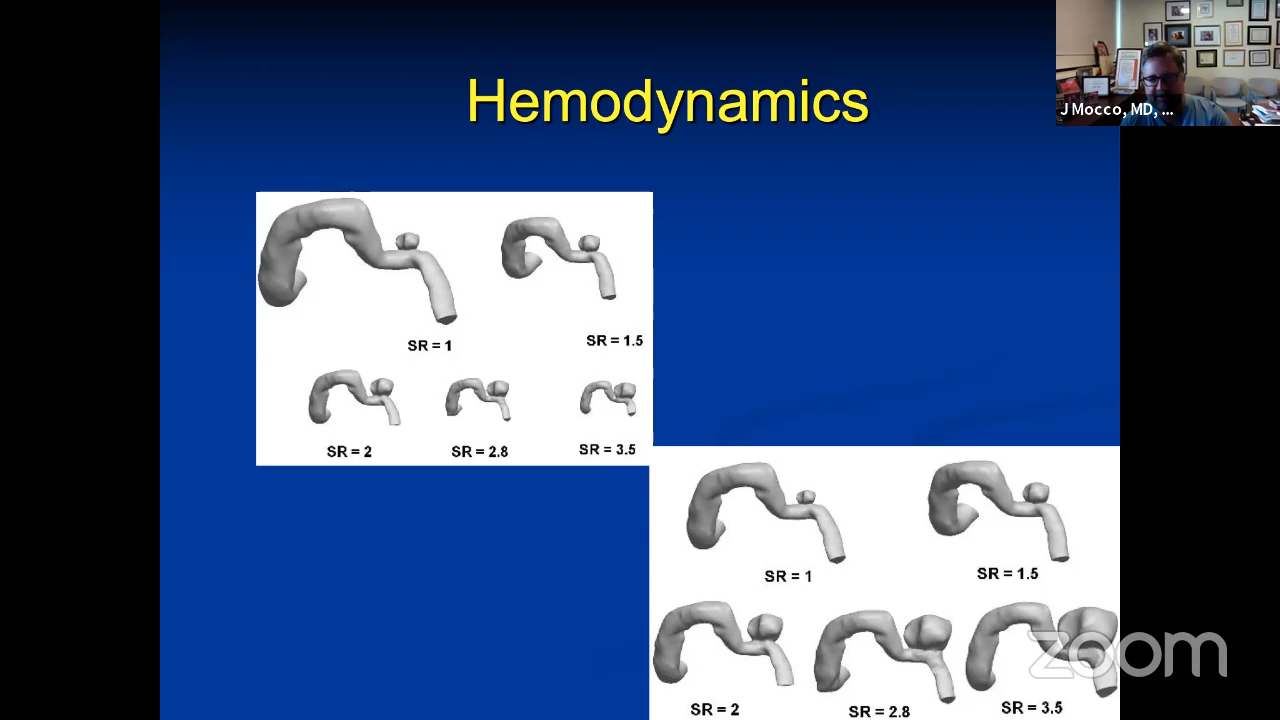 Hemodynamics
J Mocco, MD, ...
SR = 1
SR = 1.5
SR = 2
SR = 2.8
SR = 3.5
SR = 1
SR = 1.5
SR = 2
SR = 2.8
SR = 3.5
zoom